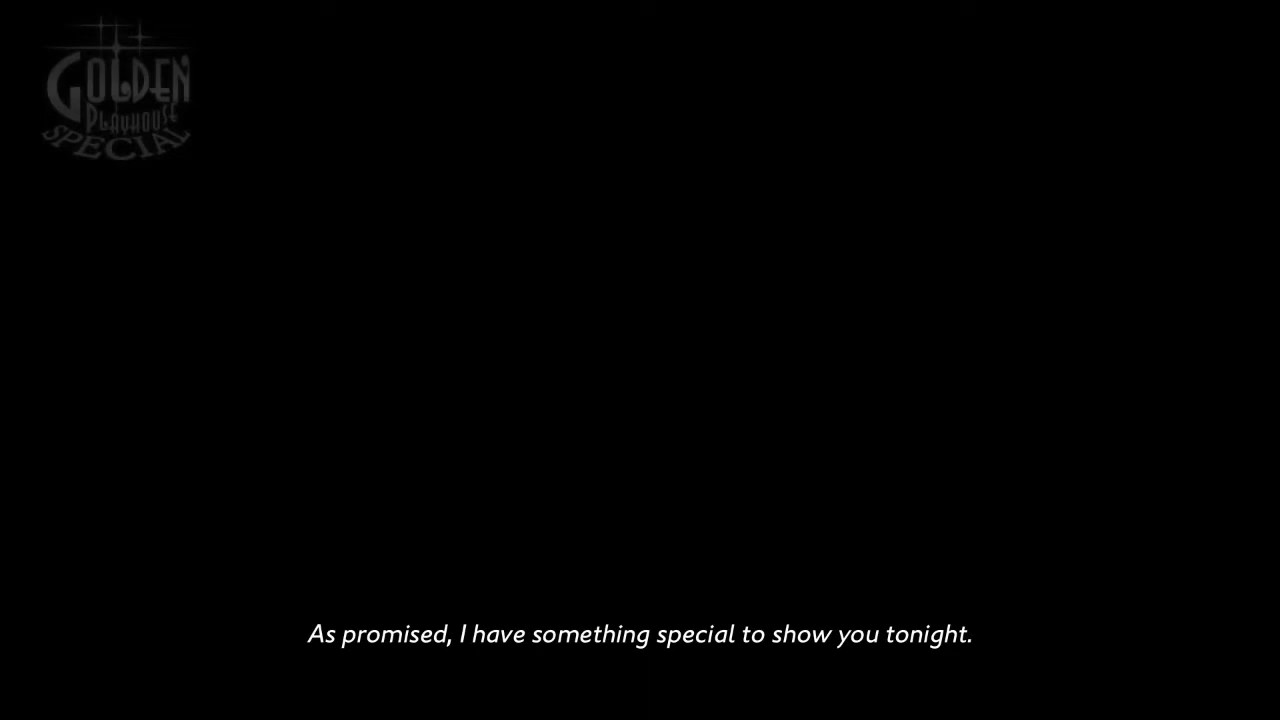 GOLDEN
PLAYHOUSE
SPECIAL
As promised, I have something special to show you tonight.